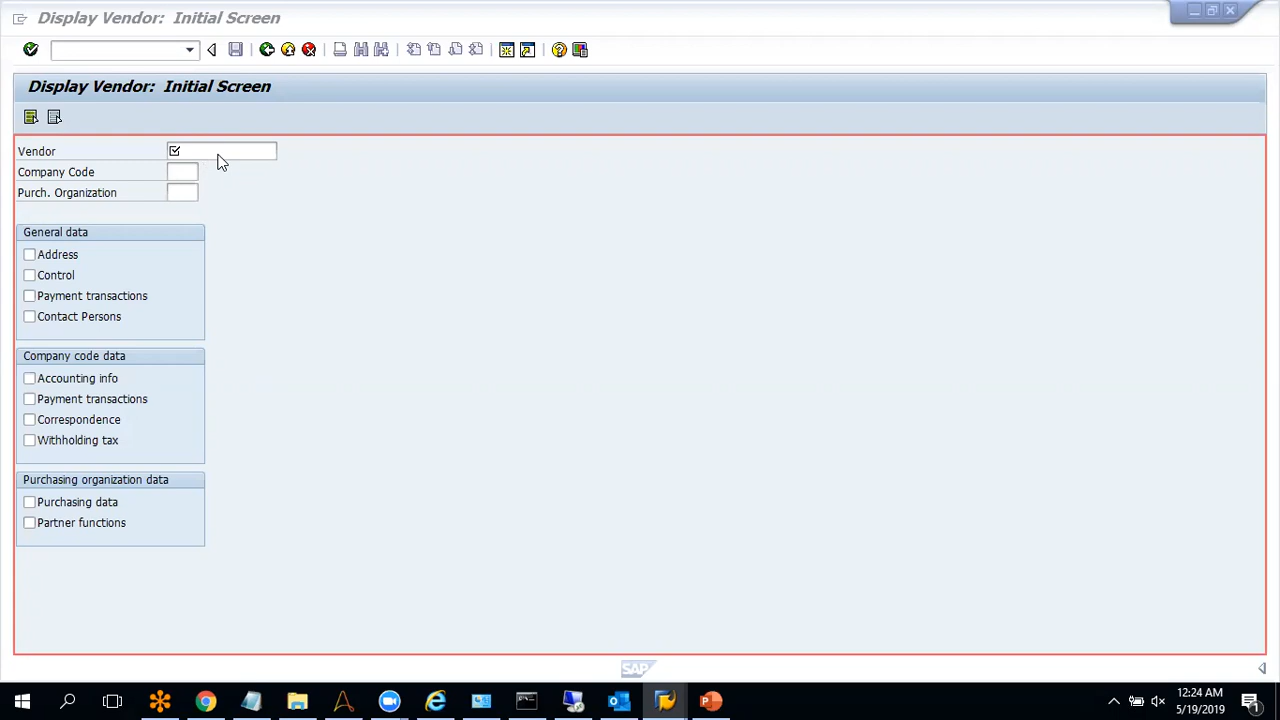 Display Vendor: Initial Screen
Display Vendor: Initial Screen
Vendor
Company Code
Purch. Organization
General data
Address
Control
Payment transactions
Contact Persons
Company code data
Accounting info
Payment transactions
Correspondence
Withholding tax
Purchasing organization data
Purchasing data
Partner functions
SAP
12:24 AM
5/19/2019
1